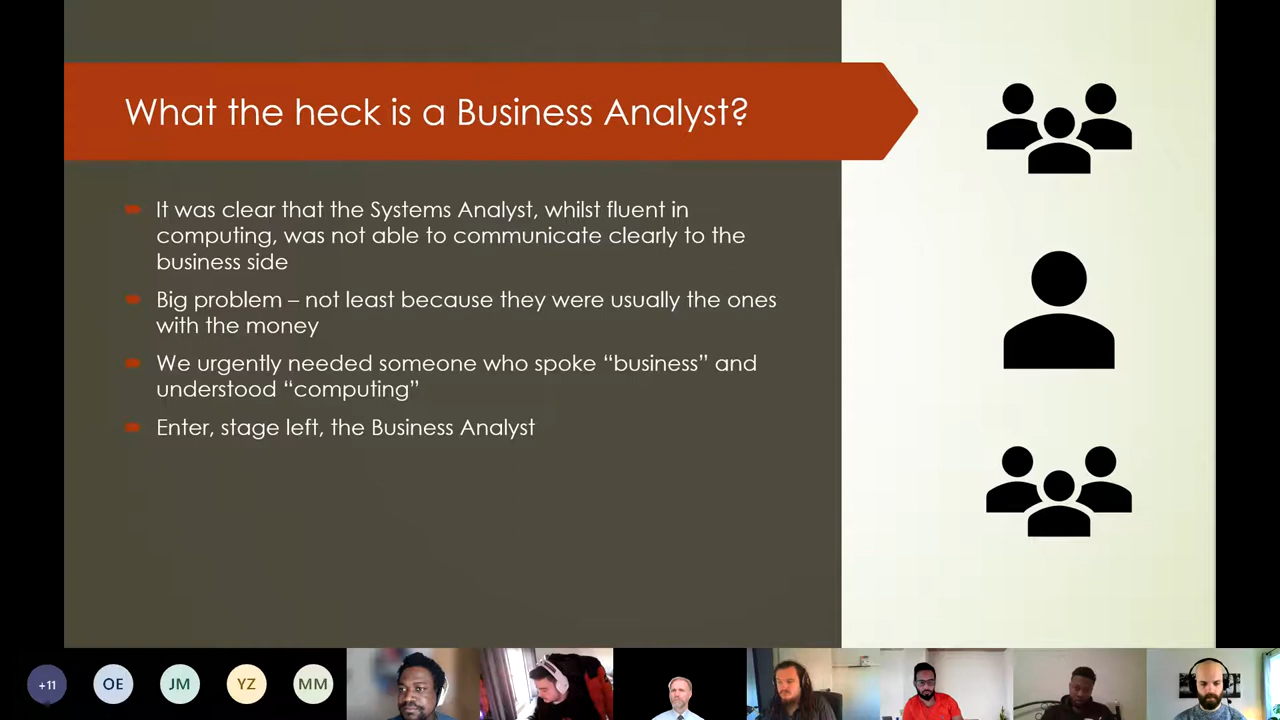 What the heck is a Business Analyst?
It was clear that the Systems Analyst, whilst fluent in
computing, was not able to communicate clearly to the
business side
Big problem – not least because they were usually the ones
with the money
We urgently needed someone who spoke “business” and
understood “computing”
Enter, stage left, the Business Analyst
+11 OE JM YZ MM